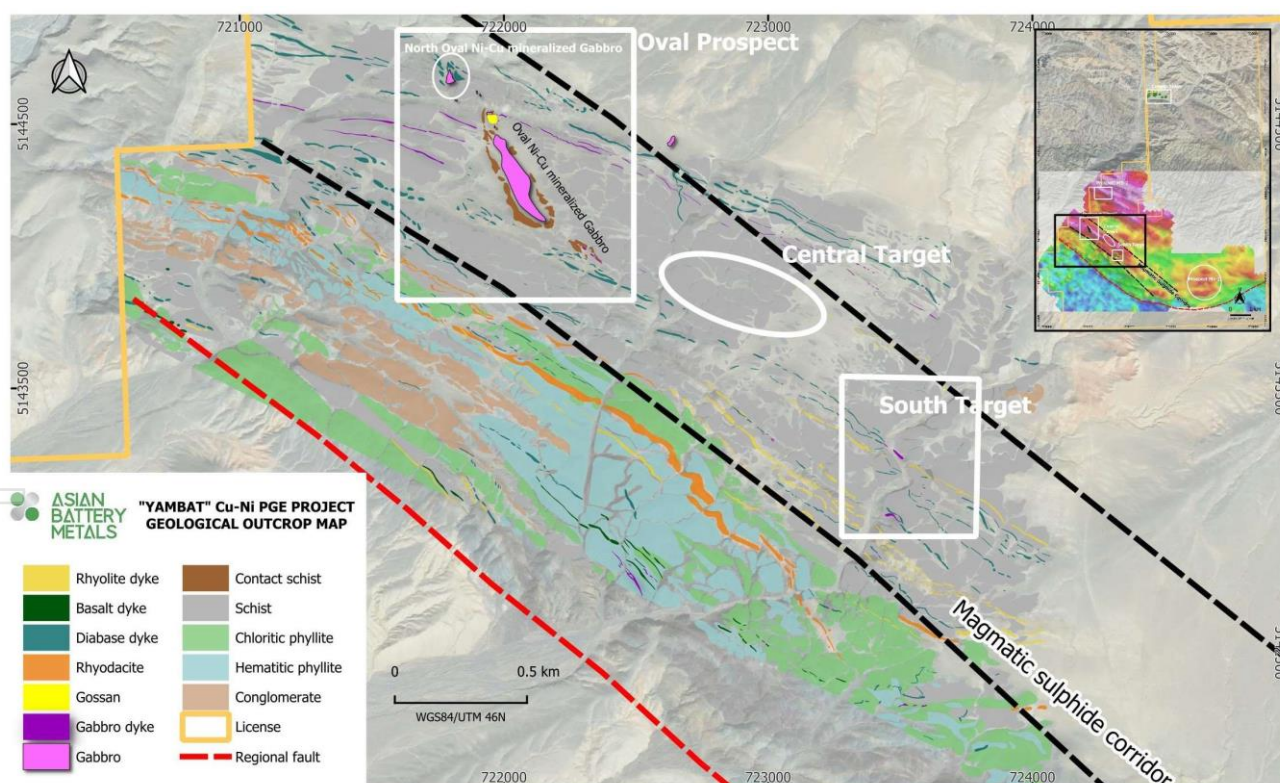 721000
722000
723000
724000
North Oval Ni-Cu mineralized Gabbro
Oval Prospect
5144500
Oval Ni-Cu mineralized Gabbro
Central Target
5143500
South Target
Magmatic sulphide corridor
ASIAN
BATTERY
METALS
"YAMBAT" Cu-Ni PGE PROJECT
GEOLOGICAL OUTCROP MAP
Rhyolite dyke
Basalt dyke
Diabase dyke
Rhyodacite
Gossan
Gabbro dyke
Gabbro
Contact schist
Schist
Chloritic phyllite
Hematitic phyllite
Conglomerate
License
Regional fault
0 0.5 km
WGS84/UTM 46N
722000
723000
724000